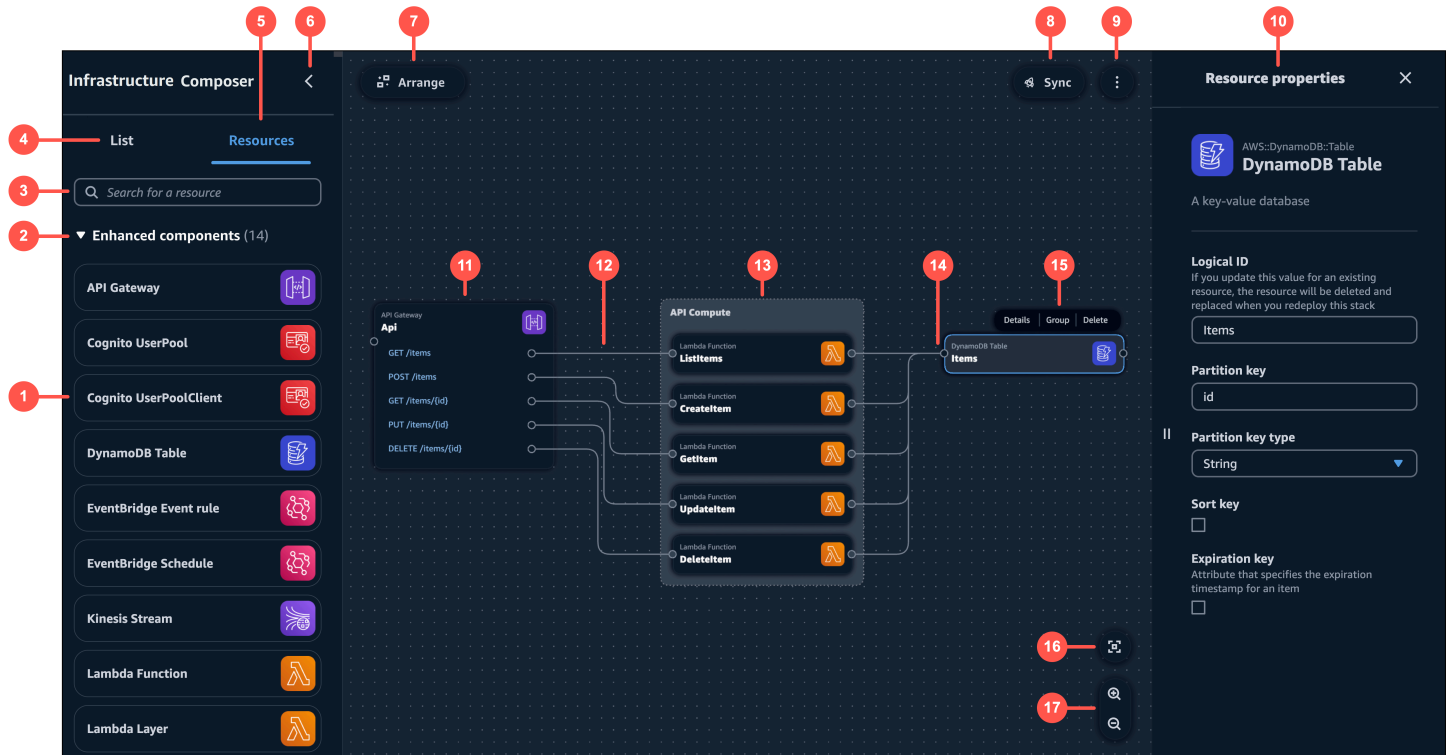 5
6
7
8
9
10
Infrastructure Composer
Arrange
Sync
Resource properties
4
List
Resources
AWS::DynamoDB::Table
DynamoDB Table
3
Search for a resource
A key-value database
2
Enhanced components (14)
API Gateway
Cognito UserPool
1
Cognito UserPoolClient
DynamoDB Table
EventBridge Event rule
EventBridge Schedule
Kinesis Stream
Lambda Function
Lambda Layer
11
12
13
14
15
API Gateway
Api
GET /items
POST /items
GET /items/{id}
PUT /items/{id}
DELETE /items/{id}
API Compute
Lambda Function
ListItems
Lambda Function
CreateItem
Lambda Function
GetItem
Lambda Function
UpdateItem
Lambda Function
DeleteItem
Details Group Delete
DynamoDB Table
Items
16
17
Logical ID
If you update this value for an existing
resource, the resource will be deleted and
replaced when you redeploy this stack
Items
Partition key
id
Partition key type
String
Sort key
Expiration key
Attribute that specifies the expiration
timestamp for an item